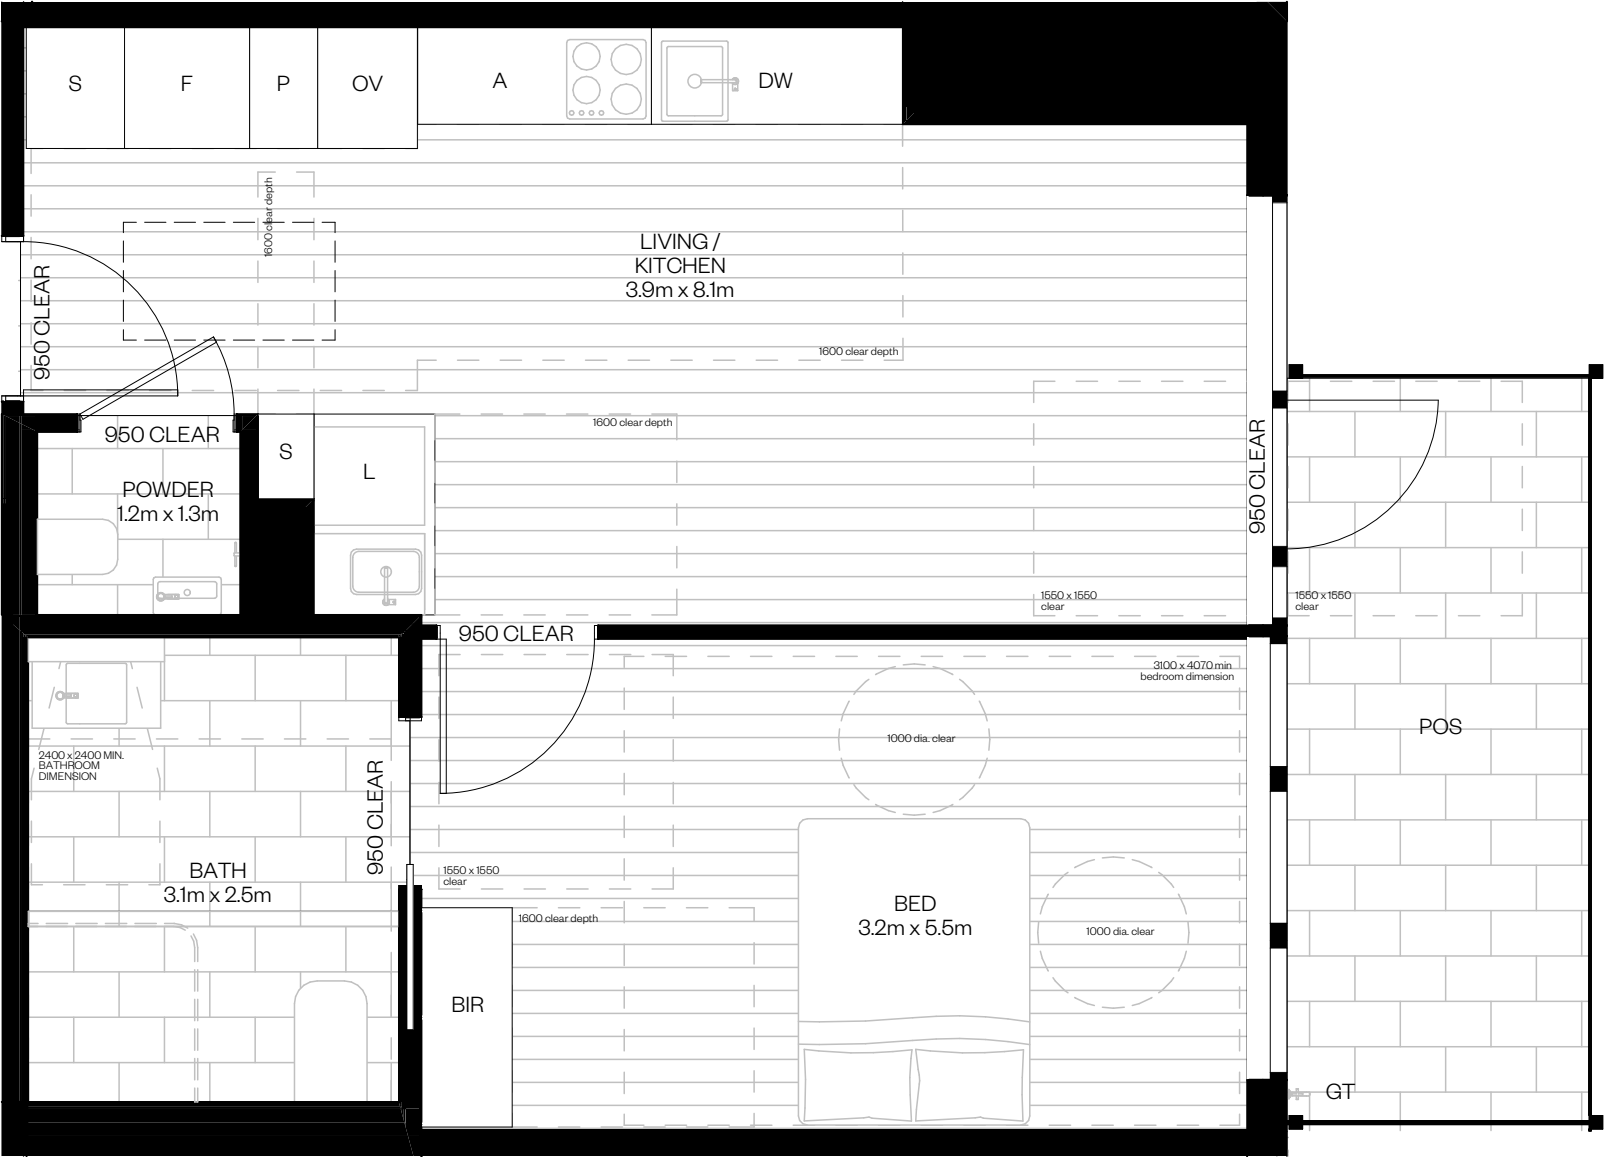 S
F
P
OV
A
DW
1600 clear depth
950 CLEAR
LIVING /
KITCHEN
3.9m x 8.1m
1600 clear depth
950 CLEAR
S
L
1600 clear depth
950 CLEAR
POWDER
1.2m x 1.3m
1550 x 1550
clear
1550 x 1550
clear
950 CLEAR
3100 x 4070 min
bedroom dimension
1000 dia. clear
POS
2400 x 2400 MIN.
BATHROOM
DIMENSION
950 CLEAR
BATH
3.1m x 2.5m
1550 x 1550
clear
1600 clear depth
BED
3.2m x 5.5m
1000 dia. clear
BIR
GT